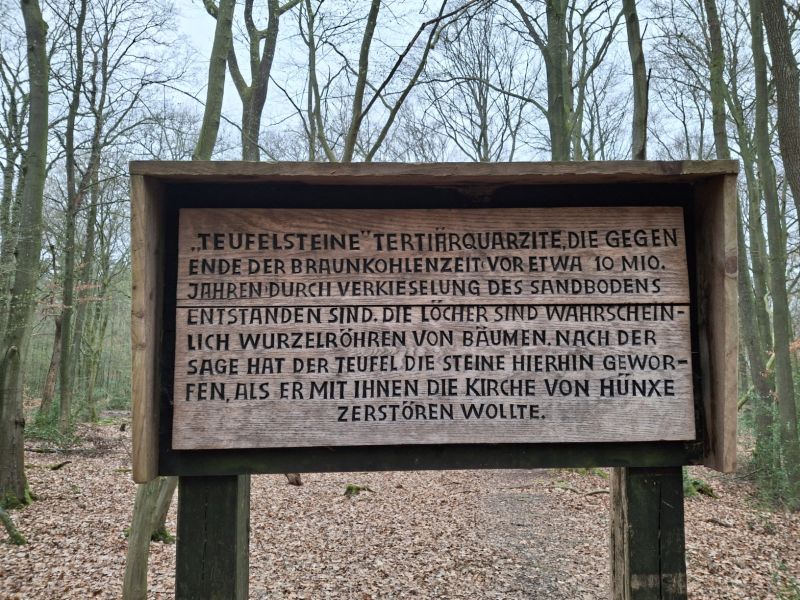 „TEUFELSTEINE" TERTIÄRQUARZITE, DIE GEGEN
ENDE DER BRAUNKOHLENZEIT VOR ETWA 10 MIO.
JAHREN DURCH VERKIESELUNG DES SANDBODENS
ENTSTANDEN SIND. DIE LÖCHER SIND WAHRSCHEIN-
LICH WURZELRÖHREN VON BÄUMEN. NACH DER
SAGE HAT DER TEUFEL DIE STEINE HIERHIN GEWOR-
FEN, ALS ER MIT IHNEN DIE KIRCHE VON HÜNXE
ZERSTÖREN WOLLTE.